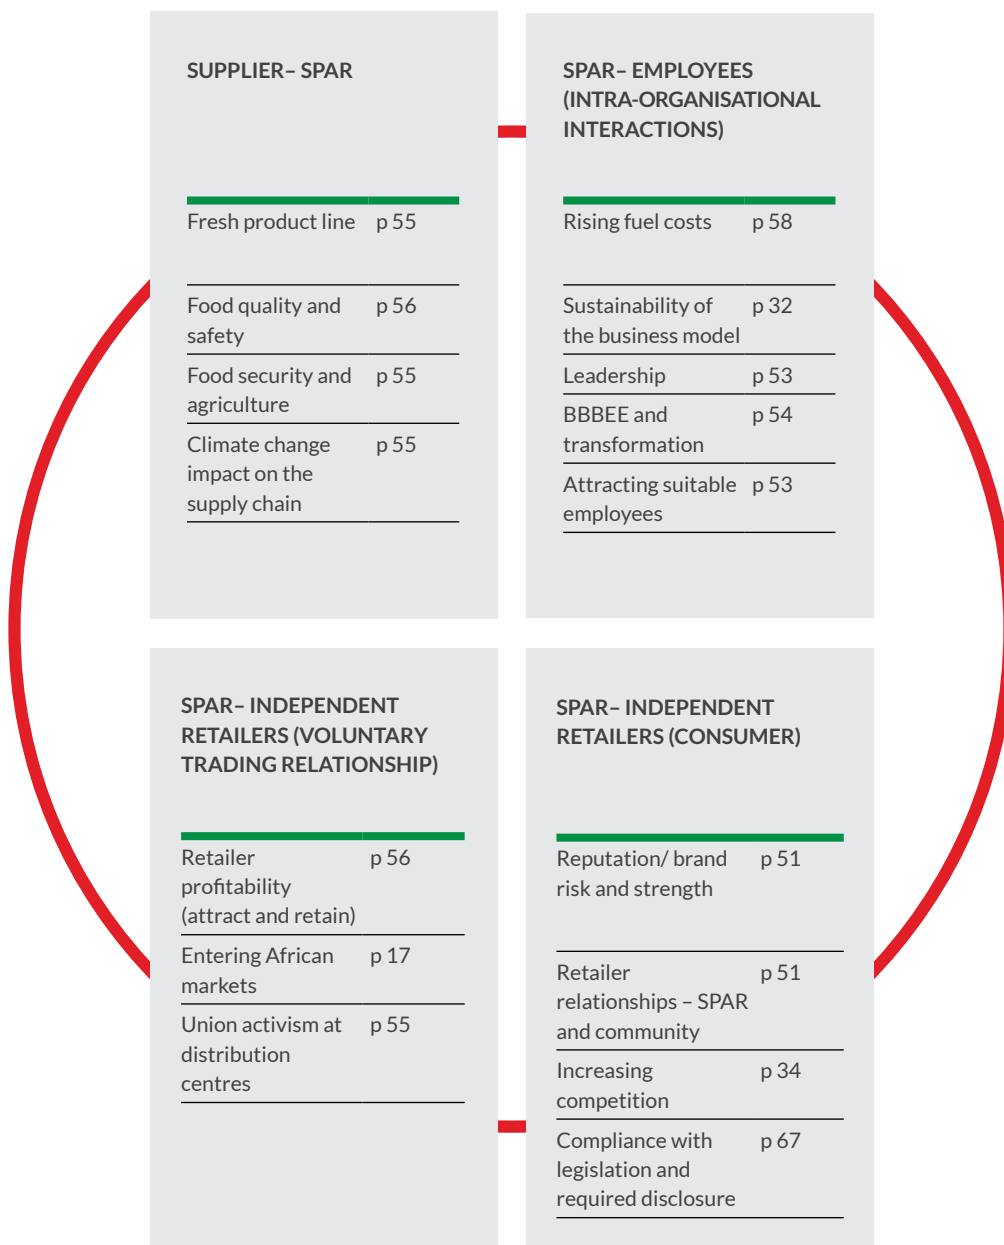 SUPPLIER– SPAR
Fresh product line p 55
Food quality and p 56
safety
Food security and p 55
agriculture
Climate change p 55
impact on the
supply chain
SPAR– EMPLOYEES
(INTRA-ORGANISATIONAL
INTERACTIONS)
Rising fuel costs p 58
Sustainability of p 32
the business model
Leadership p 53
BBBEE and p 54
transformation
Attracting suitable p 53
employees
SPAR– INDEPENDENT
RETAILERS (VOLUNTARY
TRADING RELATIONSHIP)
Retailer p 56
profitability
(attract and retain)
Entering African p 17
markets
Union activism at p 55
distribution
centres
SPAR– INDEPENDENT
RETAILERS (CONSUMER)
Reputation/ brand p 51
risk and strength
Retailer p 51
relationships – SPAR
and community
Increasing p 34
competition
Compliance with p 67
legislation and
required disclosure